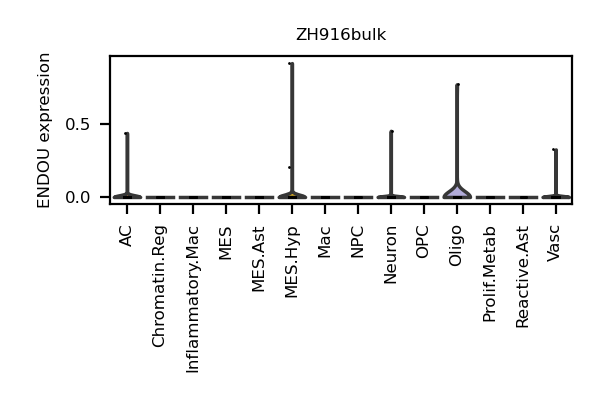 ZH916bulk
ENDOU expression
0.5
0.0
AC
Chromatin.Reg
Inflammatory.Mac
MES
MES.Ast
MES.Hyp
Mac
NPC
Neuron
OPC
Oligo
Prolif.Metab
Reactive.Ast
Vasc